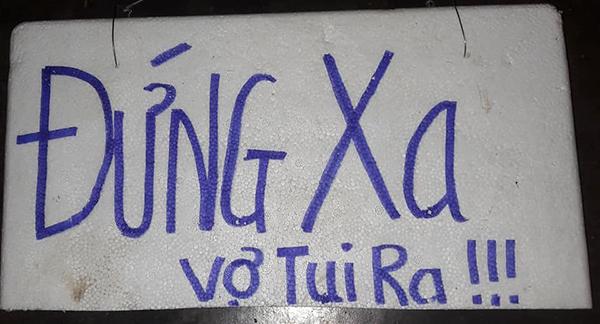 ĐỨNG Xa
vợ Tui Ra !!!